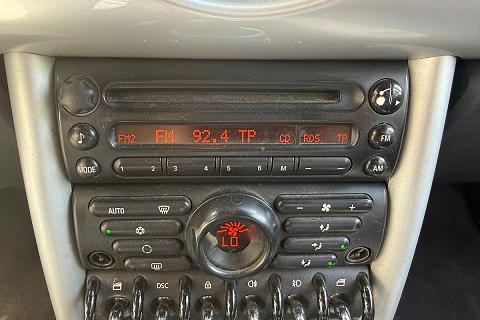 FM2 FM 92.4 TP CD RDS TP
FM
1 2 3 4 5 6 M
MODE
AM
AUTO
- +
LO
DSC